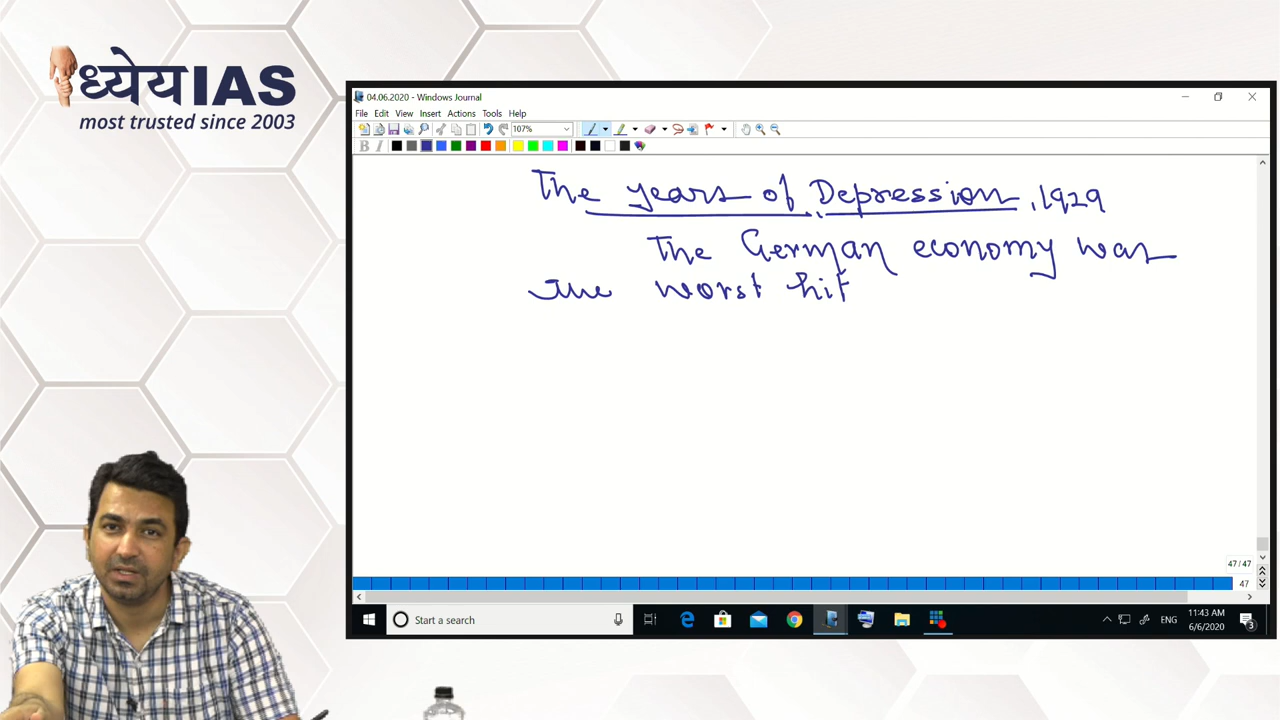 ध्येय IAS
most trusted since 2003
04.06.2020 - Windows Journal
File Edit View Insert Actions Tools Help
107%
B I
The years of Depression, 1929
The German economy was
the worst hit
47 / 47
47
Start a search
ENG
11:43 AM
6/6/2020
3